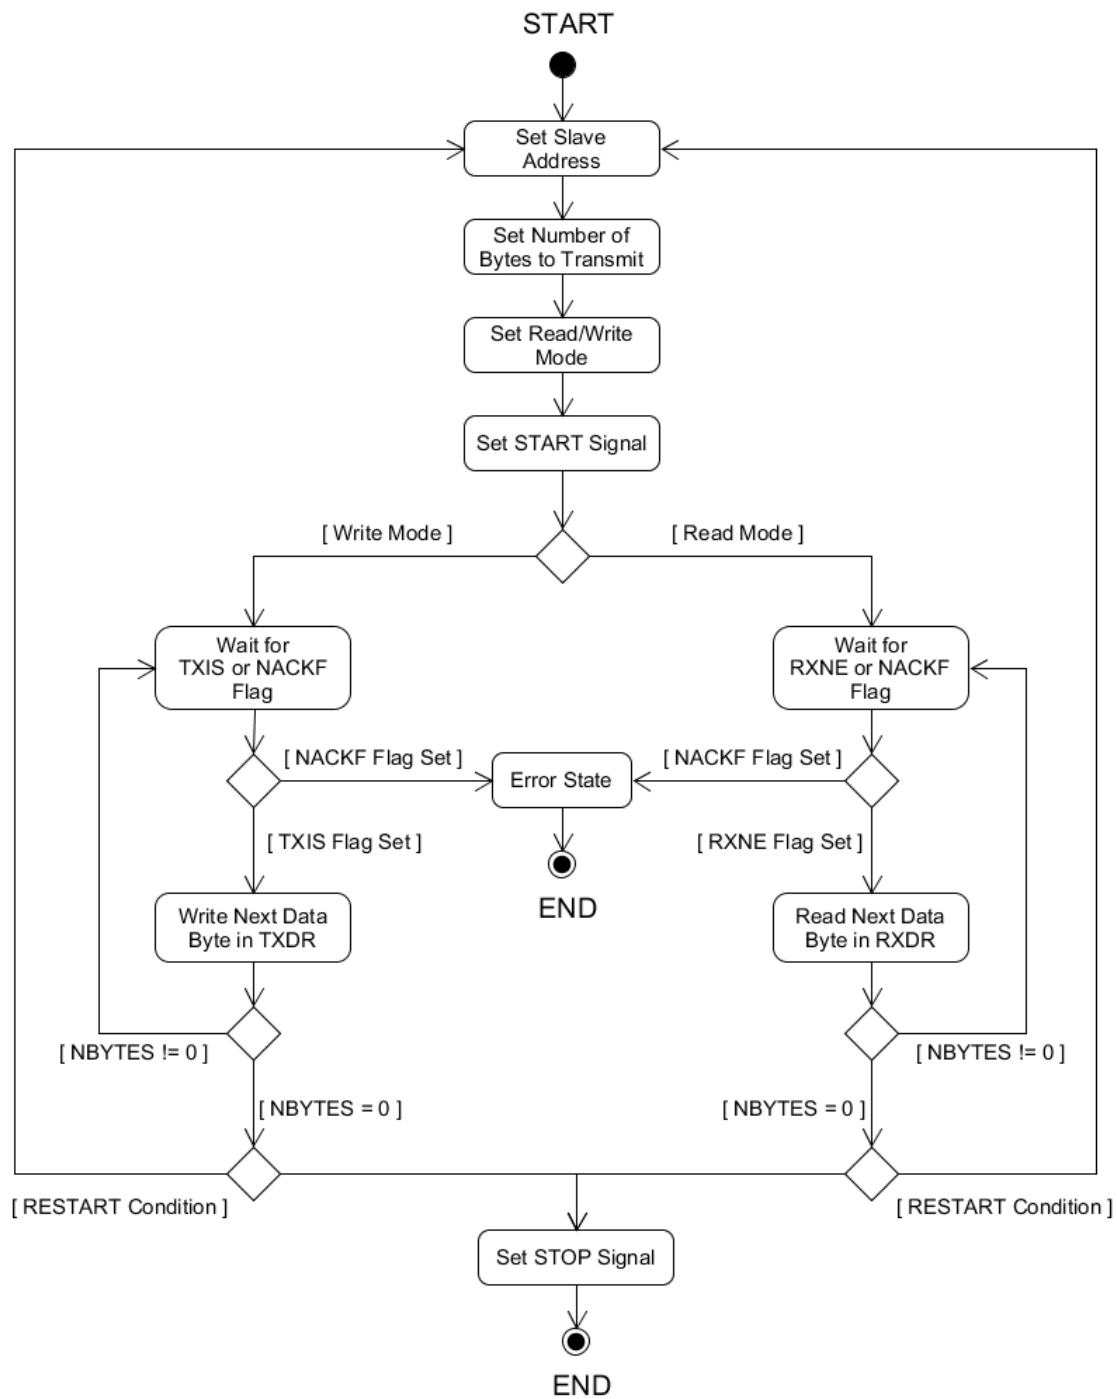 START
Set Slave
Address
Set Number of
Bytes to Transmit
Set Read/Write
Mode
Set START Signal
[ Write Mode ]
[ Read Mode ]
Wait for
TXIS or NACKF
Flag
Wait for
RXNE or NACKF
Flag
[ NACKF Flag Set ]
Error State
[ NACKF Flag Set ]
[ TXIS Flag Set ]
[ RXNE Flag Set ]
END
Write Next Data
Byte in TXDR
Read Next Data
Byte in RXDR
[ NBYTES != 0 ]
[ NBYTES != 0 ]
[ NBYTES = 0 ]
[ NBYTES = 0 ]
[ RESTART Condition ]
[ RESTART Condition ]
Set STOP Signal
END